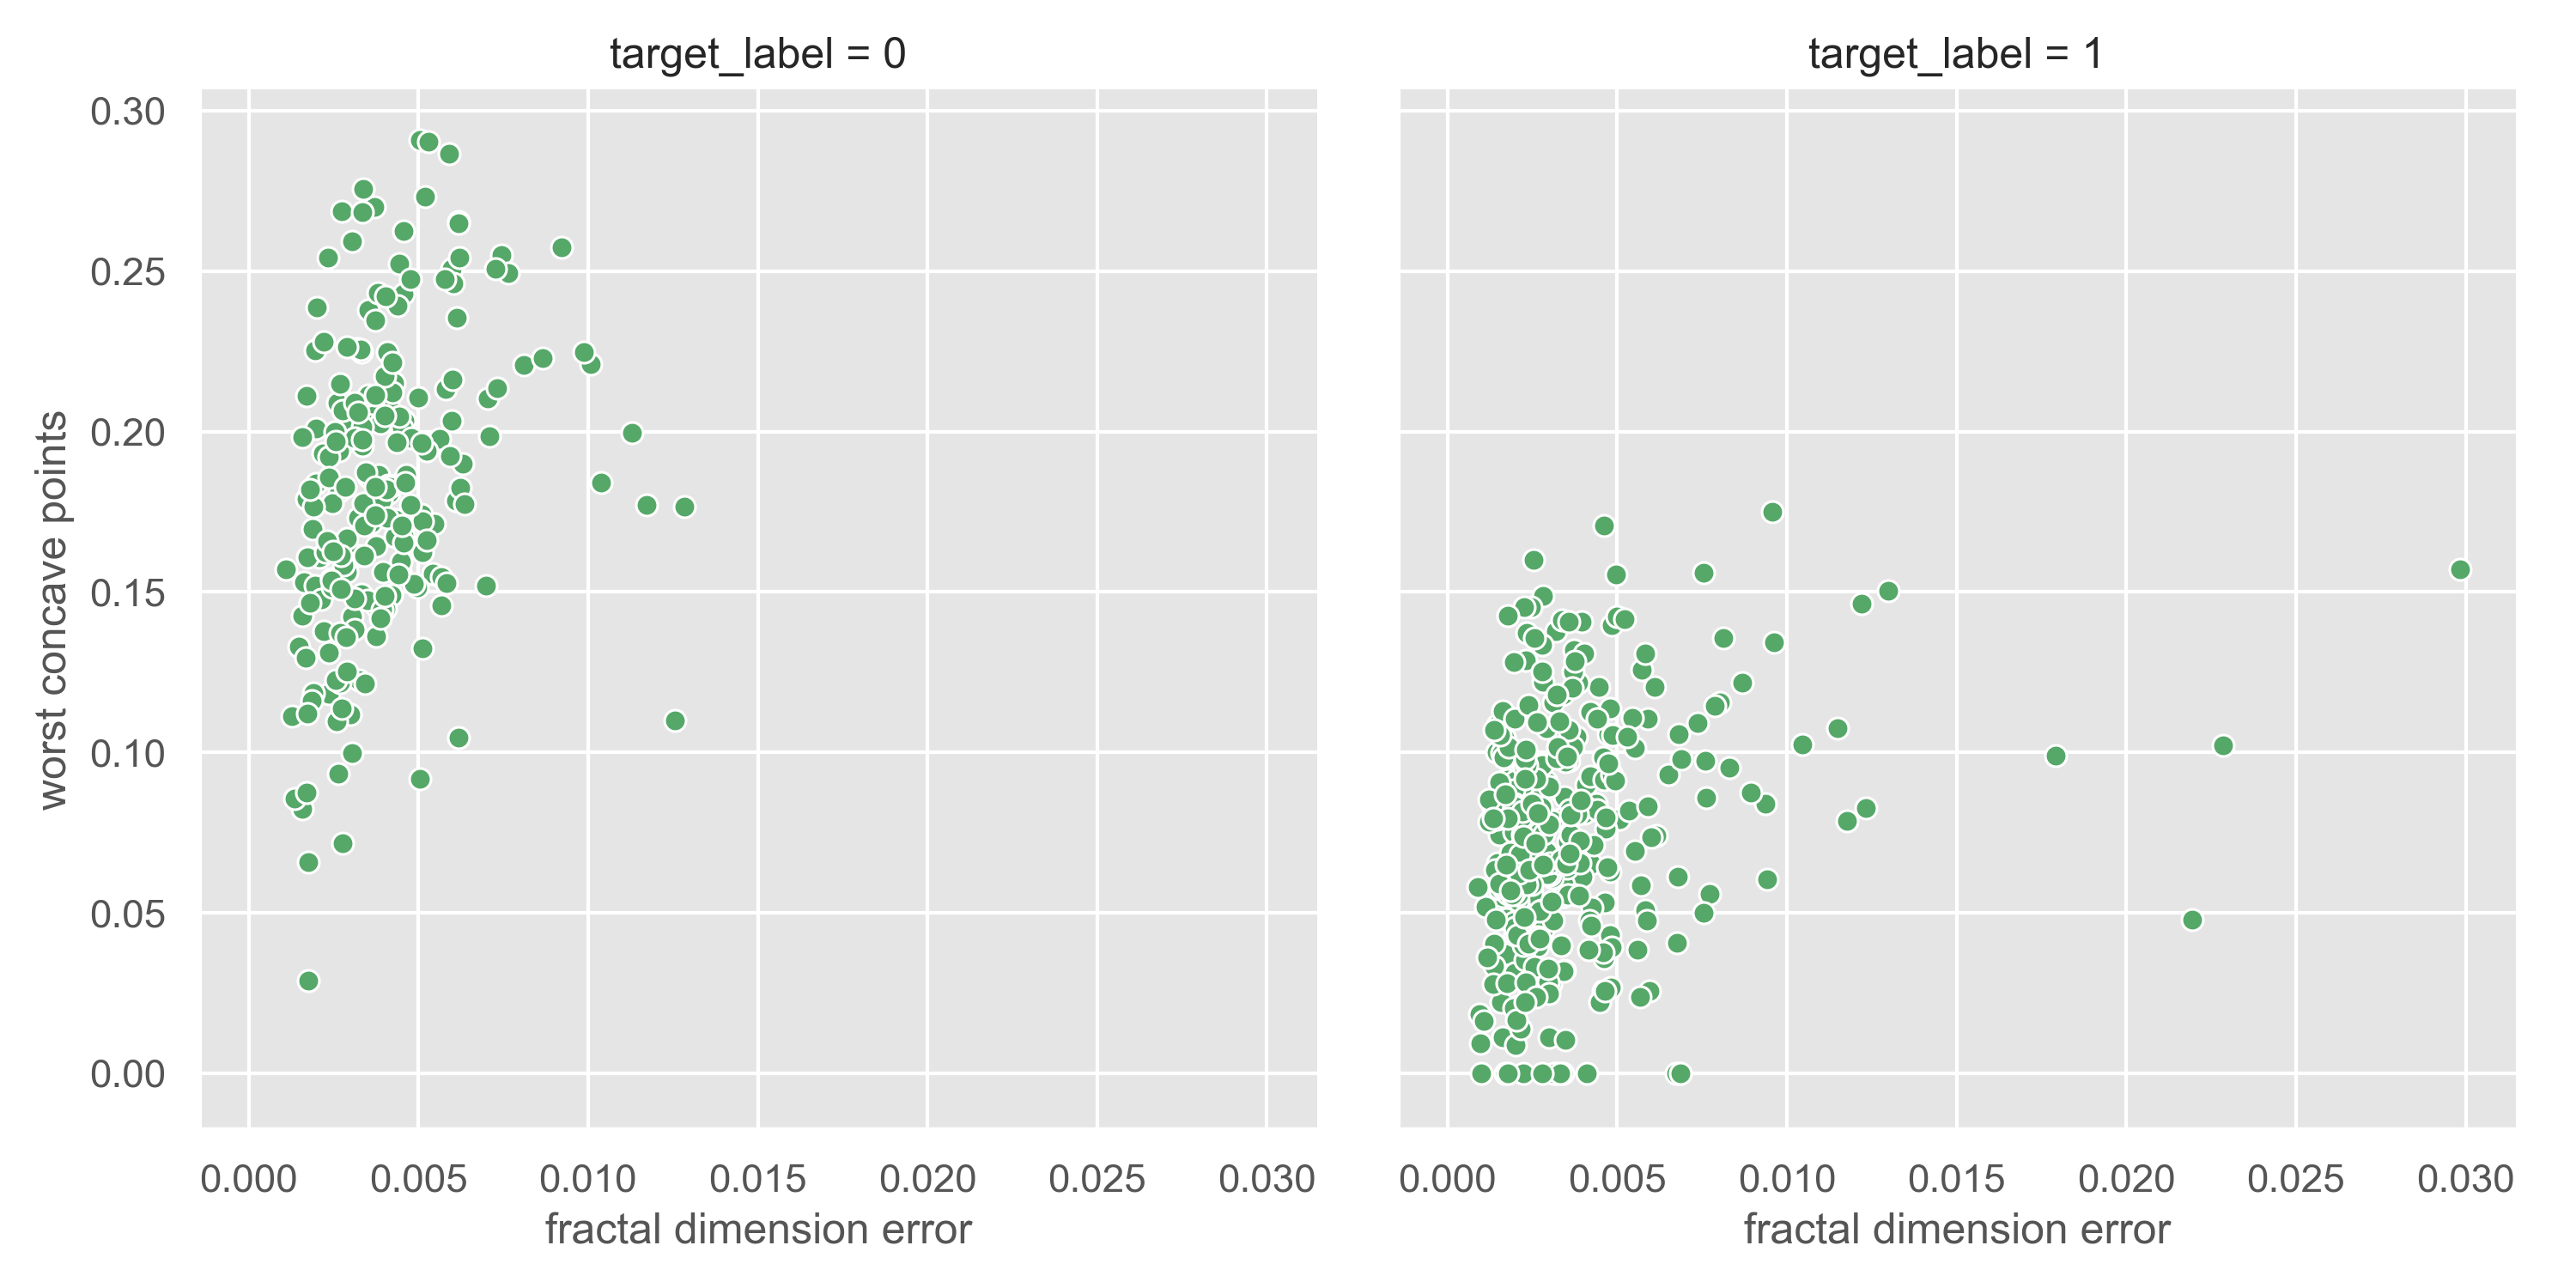 target_label = 0
target_label = 1
0.30
0.25
0.20
0.15
0.10
0.05
0.00
worst concave points
0.000 0.005 0.010 0.015 0.020 0.025 0.030
0.000 0.005 0.010 0.015 0.020 0.025 0.030
fractal dimension error
fractal dimension error